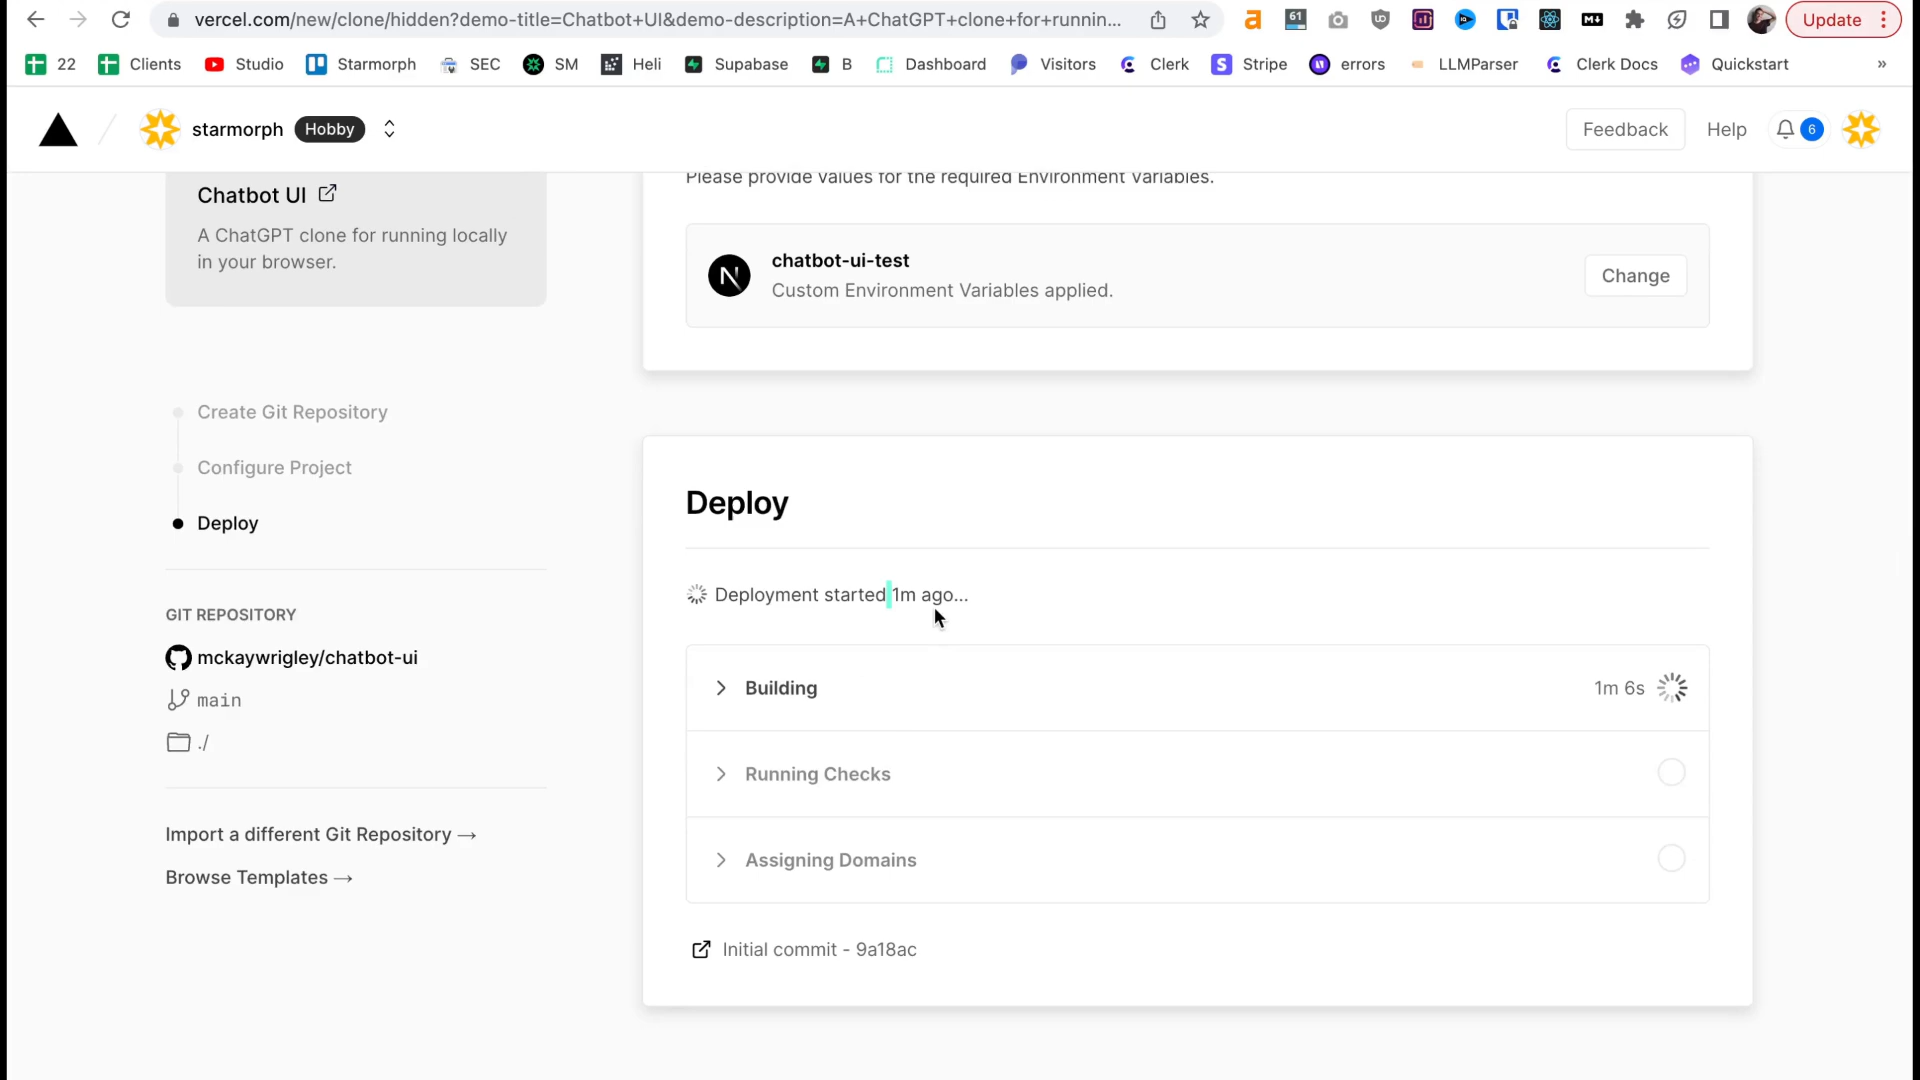 vercel.com/new/clone/hidden?demo-title=Chatbot+UI&demo-description=A+ChatGPT+clone+for+runnin...
61
Update
22
Clients
Studio
Starmorph
SEC
SM
Heli
Supabase
B
Dashboard
Visitors
Clerk
Stripe
errors
LLMParser
Clerk Docs
Quickstart
»
starmorph
Hobby
Feedback
Help
6
Chatbot UI
A ChatGPT clone for running locally
in your browser.
Create Git Repository
Configure Project
Deploy
GIT REPOSITORY
mckaywrigley/chatbot-ui
main
./
Import a different Git Repository →
Browse Templates →
Please provide values for the required Environment Variables.
N
chatbot-ui-test
Custom Environment Variables applied.
Change
Deploy
Deployment started 1m ago...
Building
1m 6s
Running Checks
Assigning Domains
Initial commit - 9a18ac